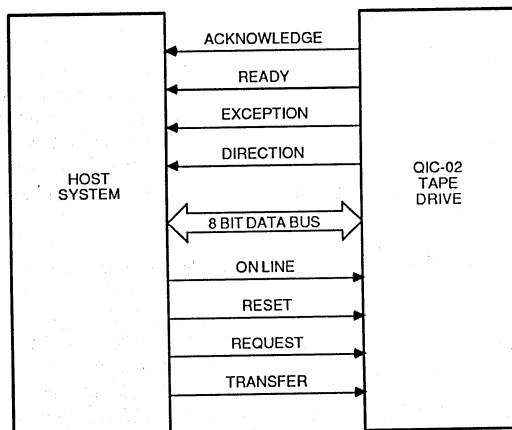 ACKNOWLEDGE
READY
EXCEPTION
DIRECTION
HOST
SYSTEM
QIC-02
TAPE
DRIVE
8 BIT DATA BUS
ON LINE
RESET
REQUEST
TRANSFER